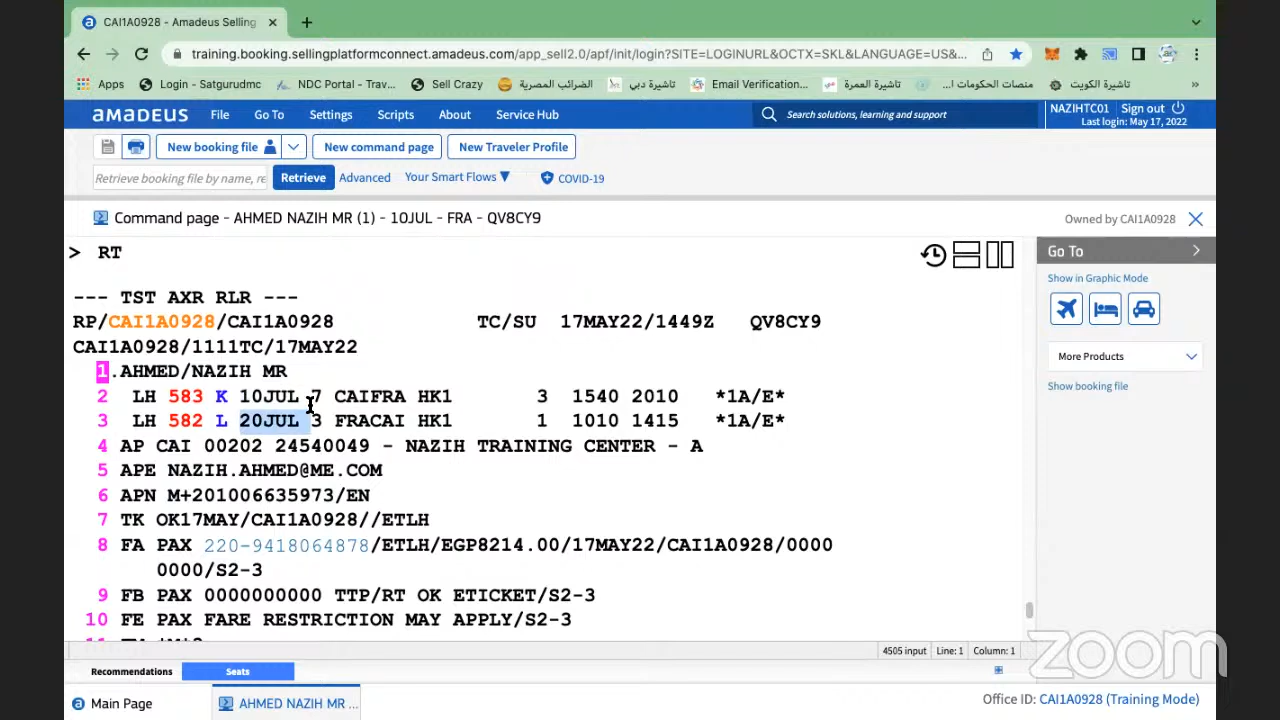 CAI1A0928 - Amadeus Selling
training.booking.sellingplatformconnect.amadeus.com/app_sell2.0/apf/init/login?SITE=LOGINURL&OCTX=SKL&LANGUAGE=US&...
Apps Login - Satgurudmc NDC Portal - Trav... Sell Crazy الضرائب المصرية تاشيرة دبي Email Verification... تاشيرة العمرة منصات الحكومات ا... تاشيرة الكويت »
amadeus File Go To Settings Scripts About Service Hub Search solutions, learning and support NAZIHTC01 Sign out
Last login: May 17, 2022
New booking file New command page New Traveler Profile
Retrieve booking file by name, re Retrieve Advanced Your Smart Flows COVID-19
Command page - AHMED NAZIH MR (1) - 10JUL - FRA - QV8CY9 Owned by CAI1A0928
> RT
Go To
Show in Graphic Mode
More Products
Show booking file
--- TST AXR RLR ---
RP/CAI1A0928/CAI1A0928 TC/SU 17MAY22/1449Z QV8CY9
CAI1A0928/1111TC/17MAY22
1.AHMED/NAZIH MR
2 LH 583 K 10JUL 7 CAIFRA HK1 3 1540 2010 *1A/E*
3 LH 582 L 20JUL 3 FRACAI HK1 1 1010 1415 *1A/E*
4 AP CAI 00202 24540049 - NAZIH TRAINING CENTER - A
5 APE NAZIH.AHMED@ME.COM
6 APN M+201006635973/EN
7 TK OK17MAY/CAI1A0928//ETLH
8 FA PAX 220-9418064878/ETLH/EGP8214.00/17MAY22/CAI1A0928/0000
0000/S2-3
9 FB PAX 0000000000 TTP/RT OK ETICKET/S2-3
10 FE PAX FARE RESTRICTION MAY APPLY/S2-3
4505 input Line: 1 Column: 1
Recommendations Seats
Main Page AHMED NAZIH MR ... Office ID: CAI1A0928 (Training Mode)
zoom